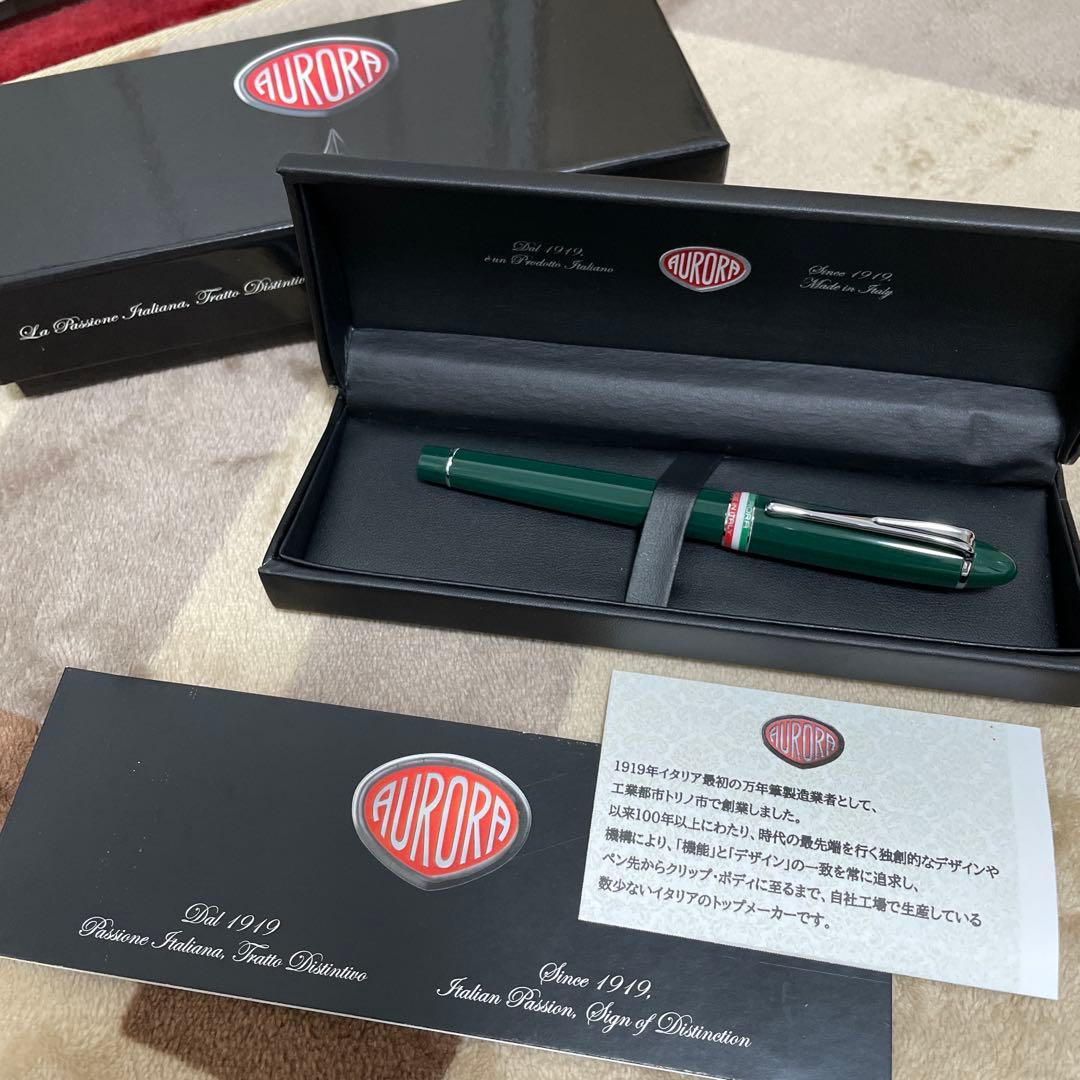 AURORA
La Passione Italiana, Tratto Distintivo
Dal 1919,
è un Prodotto Italiano
AURORA
Since 1919,
Made in Italy
AURORA
Dal 1919
Passione Italiana, Tratto Distintivo
Since 1919,
Italian Passion, Sign of Distinction
AURORA
1919年イタリア最初の万年筆製造業者として、
工業都市トリノ市で創業しました。
以来100年以上にわたり、時代の最先端を行く独創的なデザインや
機構により、「機能」と「デザイン」の一致を常に追求し、
ペン先からクリップ・ボディに至るまで、自社工場で生産している
数少ないイタリアのトップメーカーです。